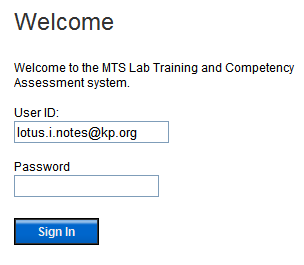 Welcome
Welcome to the MTS Lab Training and Competency
Assessment system.
User ID:
lotus.i.notes@kp.org
Password
Sign In